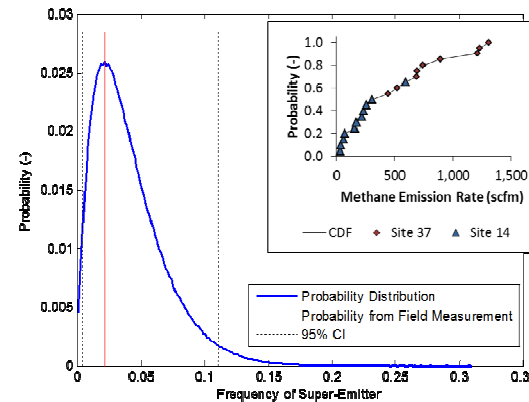 0.03
0.025
0.02
0.015
0.01
0.005
0
Probability (-)
0
0.05
0.1
0.15
0.2
0.25
0.3
Frequency of Super-Emitter
1.0
0.8
0.6
0.4
0.2
0.0
Probability (-)
0
500
1,000
1,500
Methane Emission Rate (scfm)
CDF
Site 37
Site 14
Probability Distribution
Probability from Field Measurement
95% CI